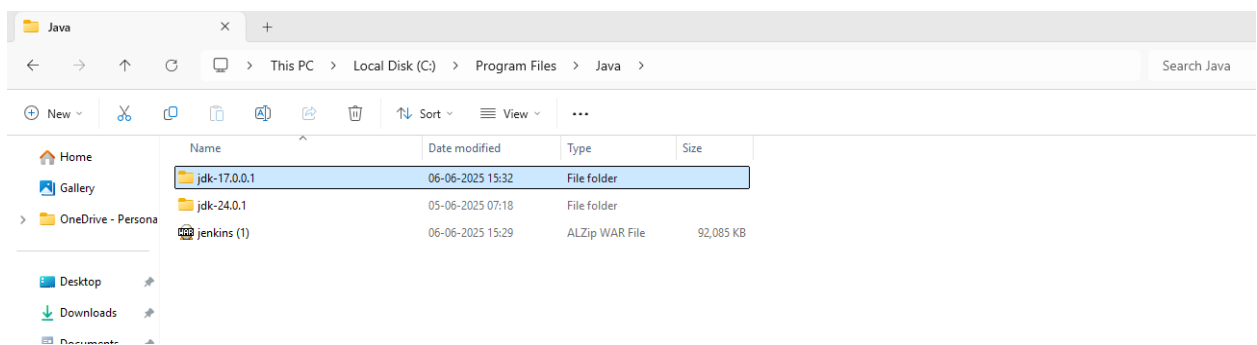 Java
This PC > Local Disk (C:) > Program Files > Java > Search Java
New Sort View ...
Name Date modified Type Size
Home
jdk-17.0.0.1 06-06-2025 15:32 File folder
Gallery
jdk-24.0.1 05-06-2025 07:18 File folder
OneDrive - Persona
jenkins (1) 06-06-2025 15:29 ALZip WAR File 92,085 KB
Desktop
Downloads
Documents